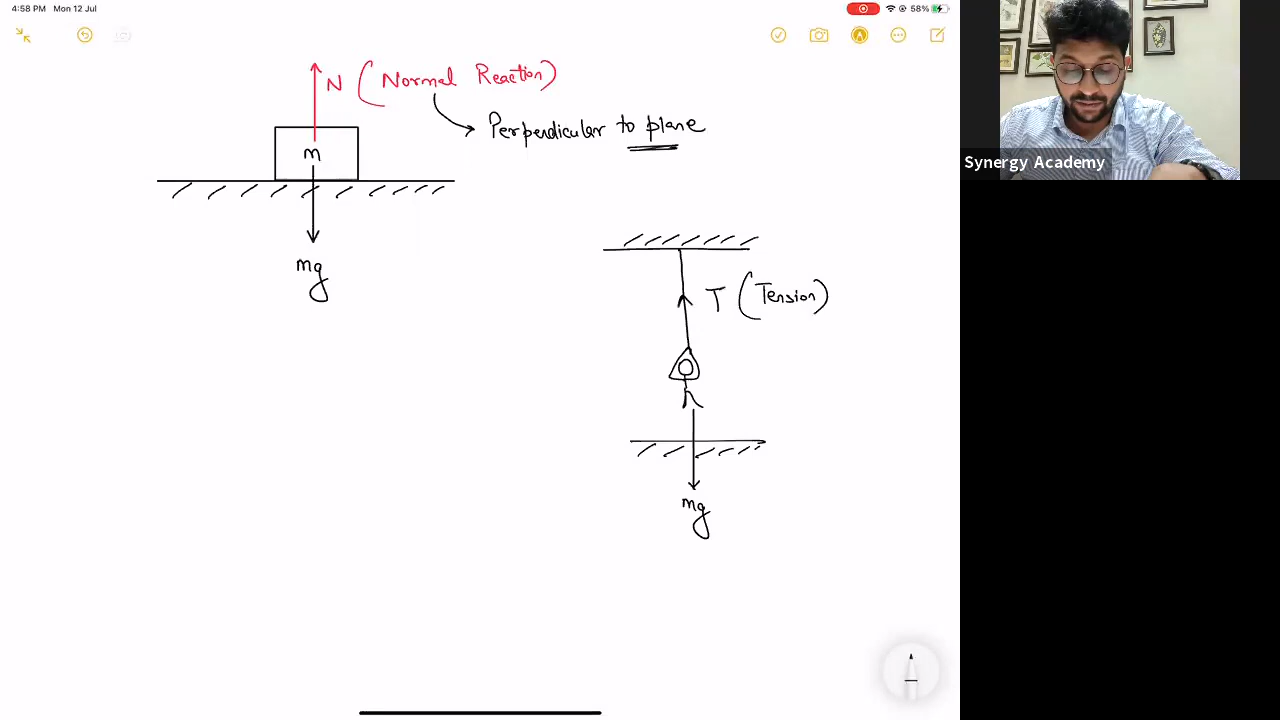 4:58 PM Mon 12 Jul
58%
N (Normal Reaction)
Perpendicular to plane
m
mg
T (Tension)
mg
Synergy Academy